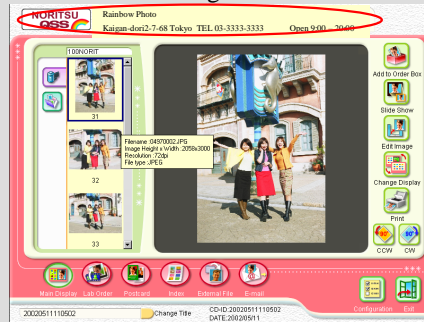 NORITSU
QSS
Rainbow Photo
Kaigan-dori2-7-68 Tokyo TEL 03-3333-3333 Open 9:00 - 20:00
100NORIT
31
Filename :04970002.JPG
Image Height x Width :2058x3000
Resolution :72dpi
File type :JPEG
32
33
Add to Order Box
Slide Show
Edit Image
Change Display
Print
90°
90°
CCW
CW
Main Display
Lab Order
Postcard
Index
External File
E-mail
Configuration
Exit
20020511110502
Change Title
CD-ID:20020511110502
DATE:2002/05/11